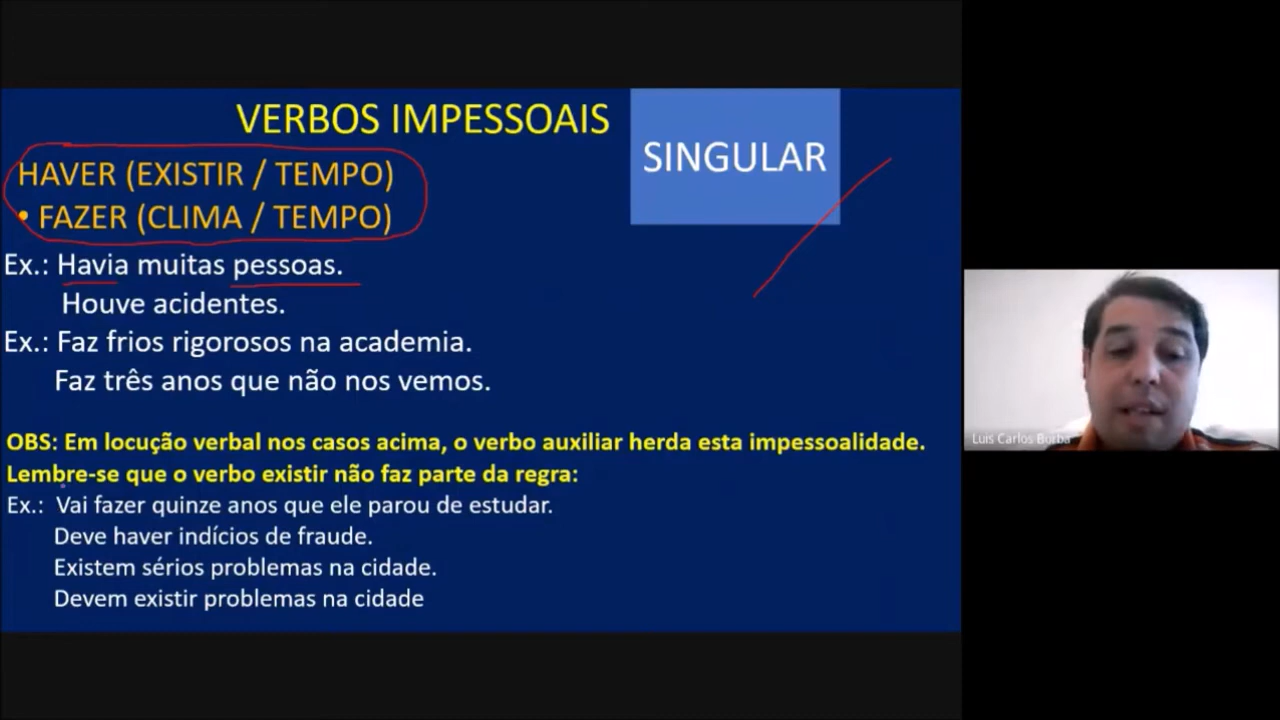 VERBOS IMPESSOAIS
SINGULAR
HAVER (EXISTIR / TEMPO)
• FAZER (CLIMA / TEMPO)
Ex.: Havia muitas pessoas.
Houve acidentes.
Ex.: Faz frios rigorosos na academia.
Faz três anos que não nos vemos.
OBS: Em locução verbal nos casos acima, o verbo auxiliar herda esta impessoalidade.
Lembre-se que o verbo existir não faz parte da regra:
Ex.: Vai fazer quinze anos que ele parou de estudar.
Deve haver indícios de fraude.
Existem sérios problemas na cidade.
Devem existir problemas na cidade
Luis Carlos Borba